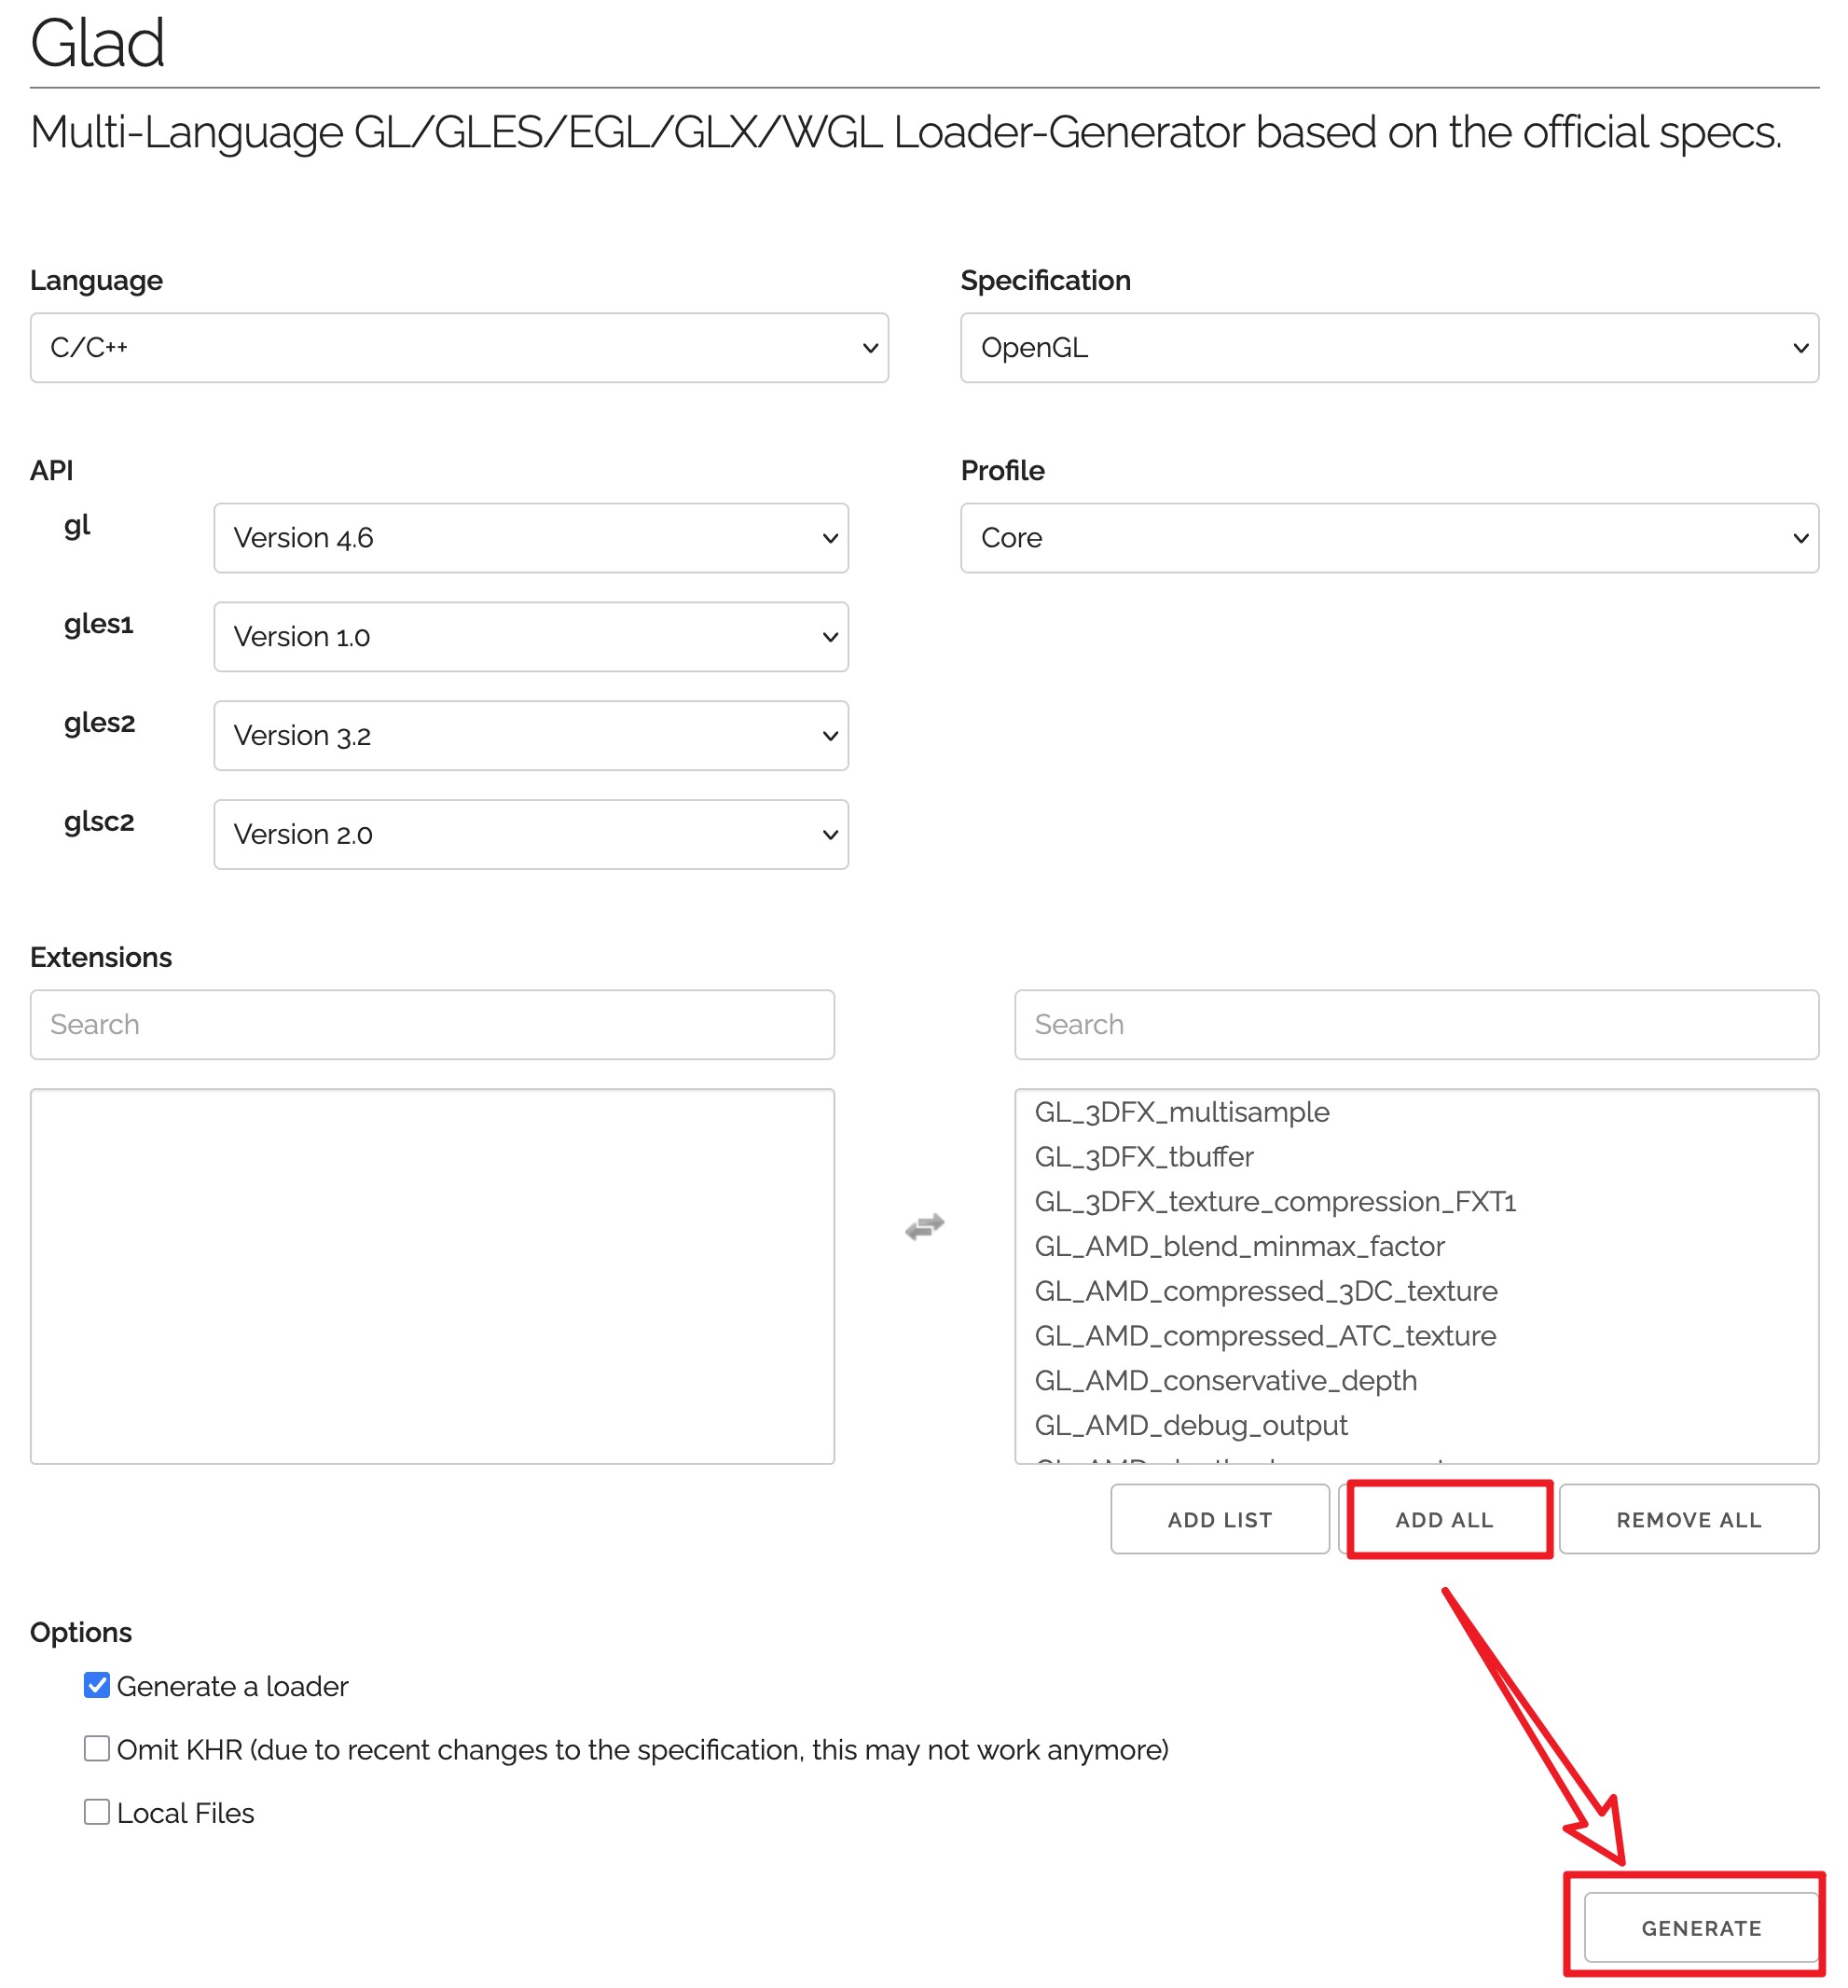 Glad
Multi-Language GL/GLES/EGL/GLX/WGL Loader-Generator based on the official specs.
Language
Specification
C/C++
OpenGL
API
Profile
gl
Version 4.6
Core
gles1
Version 1.0
gles2
Version 3.2
glsc2
Version 2.0
Extensions
Search
Search
GL_3DFX_multisample
GL_3DFX_tbuffer
GL_3DFX_texture_compression_FXT1
GL_AMD_blend_minmax_factor
GL_AMD_compressed_3DC_texture
GL_AMD_compressed_ATC_texture
GL_AMD_conservative_depth
GL_AMD_debug_output
ADD LIST
ADD ALL
REMOVE ALL
Options
Generate a loader
Omit KHR (due to recent changes to the specification, this may not work anymore)
Local Files
GENERATE